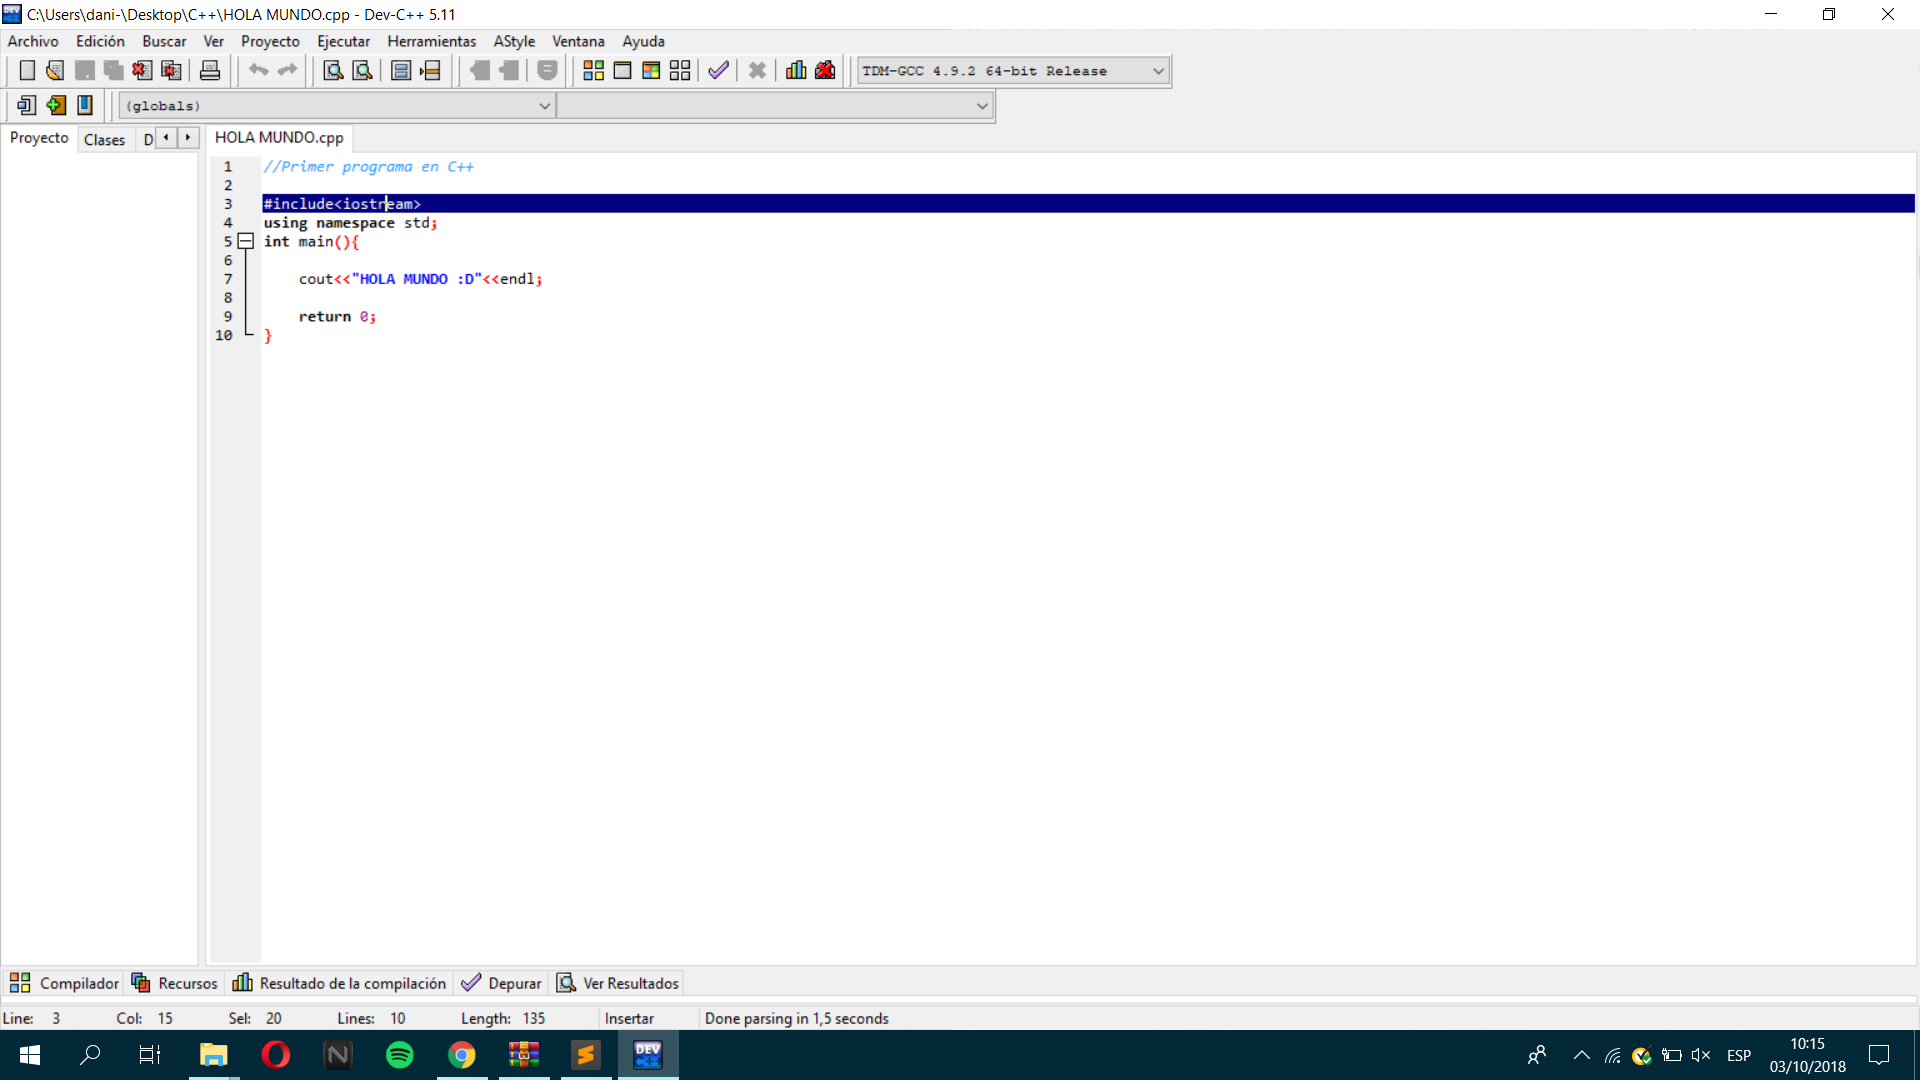 C:\Users\dani-\Desktop\C++\HOLA MUNDO.cpp - Dev-C++ 5.11
Archivo Edición Buscar Ver Proyecto Ejecutar Herramientas AStyle Ventana Ayuda
TDM-GCC 4.9.2 64-bit Release
(globals)
Proyecto Clases D HOLA MUNDO.cpp
1 //Primer programa en C++
2
3 #include<iostream>
4 using namespace std;
5 int main(){
6
7 cout<<"HOLA MUNDO :D"<<endl;
8
9 return 0;
10 }
Compilador Recursos Resultado de la compilación Depurar Ver Resultados
Line: 3 Col: 15 Sel: 20 Lines: 10 Length: 135 Insertar Done parsing in 1,5 seconds
DEV C++
ESP
10:15
03/10/2018